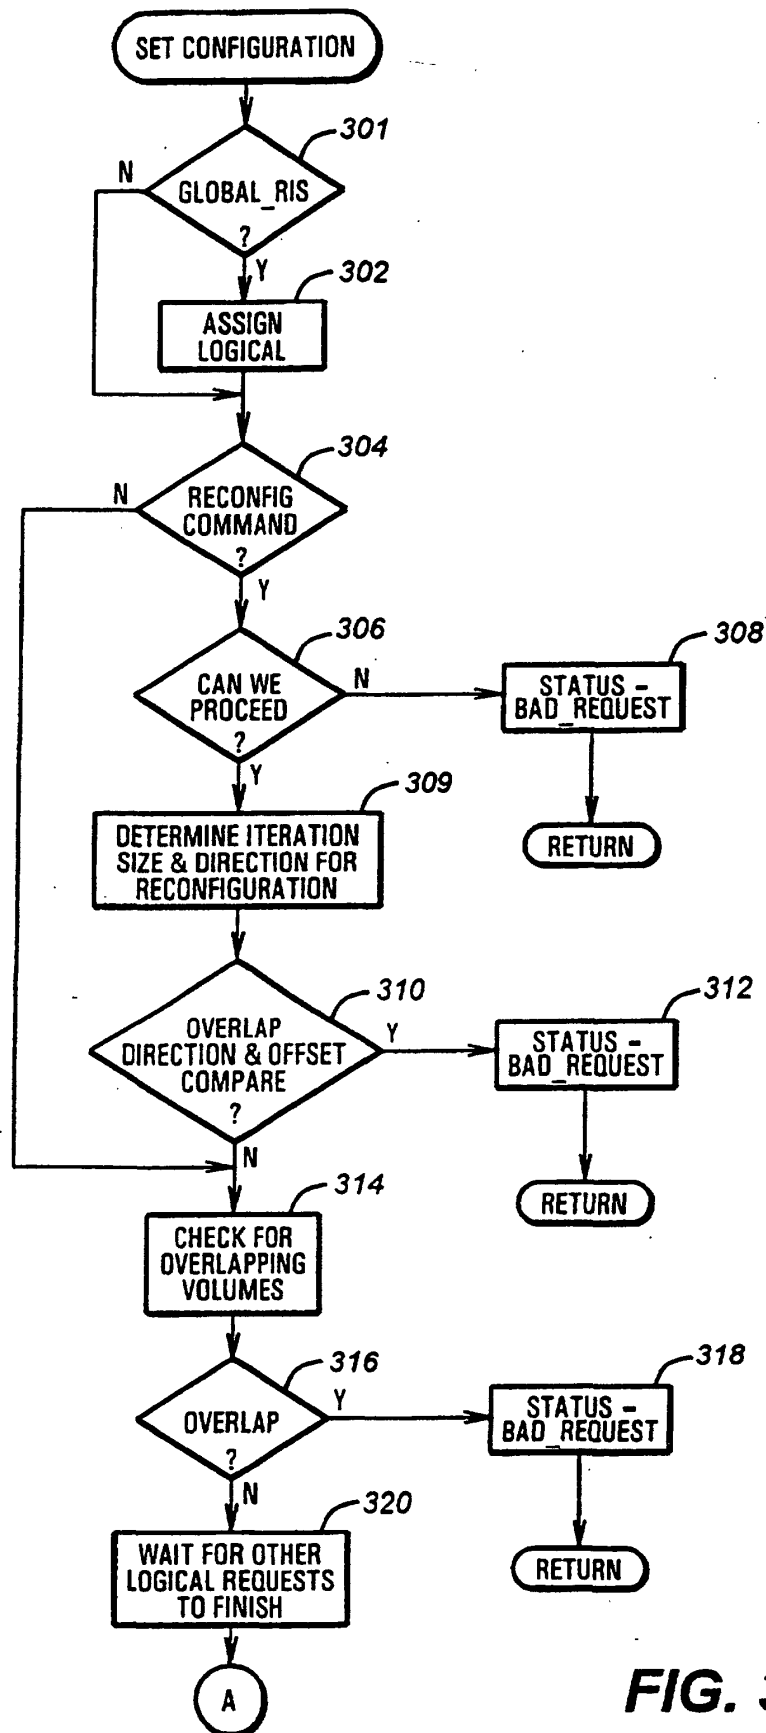 SET CONFIGURATION
301
N
GLOBAL_RIS
?
Y
302
ASSIGN
LOGICAL
304
N
RECONFIG
COMMAND
?
Y
306
CAN WE
PROCEED
?
N
308
STATUS -
BAD_REQUEST
Y
RETURN
309
DETERMINE ITERATION
SIZE & DIRECTION FOR
RECONFIGURATION
310
OVERLAP
DIRECTION & OFFSET
COMPARE
?
Y
312
STATUS -
BAD_REQUEST
N
RETURN
314
CHECK FOR
OVERLAPPING
VOLUMES
316
OVERLAP
?
Y
318
STATUS -
BAD_REQUEST
N
RETURN
320
WAIT FOR OTHER
LOGICAL REQUESTS
TO FINISH
A
FIG. 3